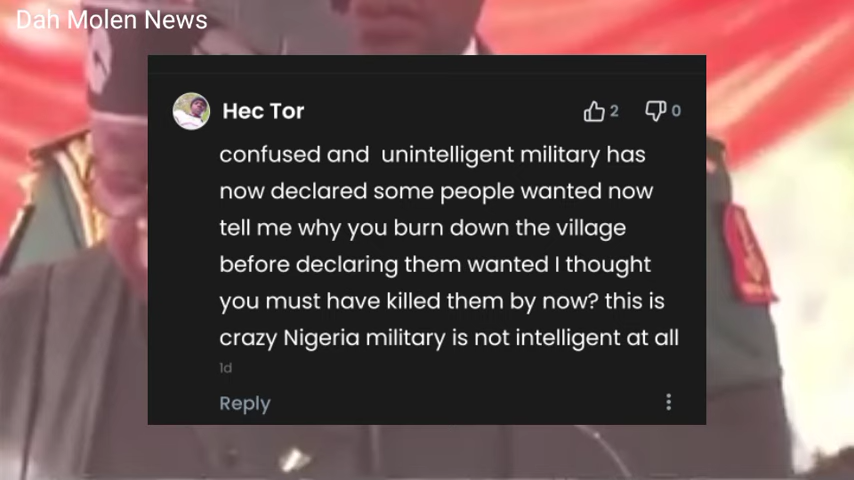 Dah Molen News
Hec Tor
2
0
confused and  unintelligent military has
now declared some people wanted now
tell me why you burn down the village
before declaring them wanted I thought
you must have killed them by now? this is
crazy Nigeria military is not intelligent at all
1d
Reply